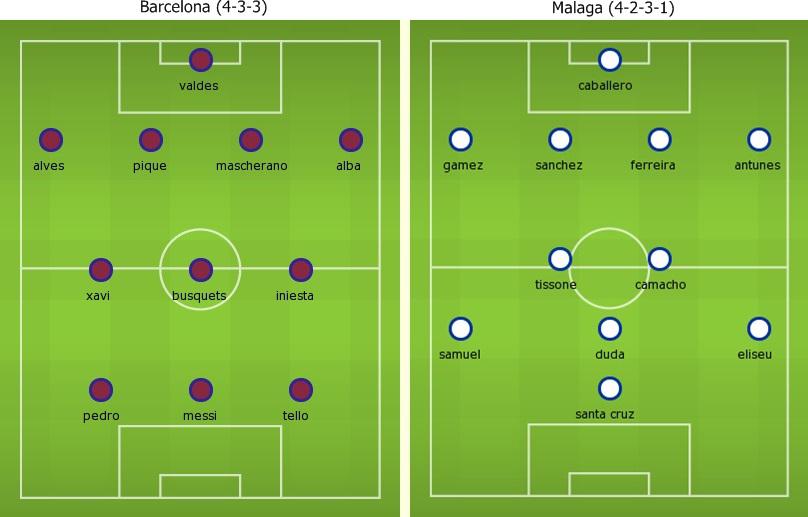 Barcelona (4-3-3)
valdes
alves pique mascherano alba
xavi busquets iniesta
pedro messi tello
Malaga (4-2-3-1)
caballero
gamez sanchez ferreira antunes
tissone camacho
samuel duda eliseu
santa cruz